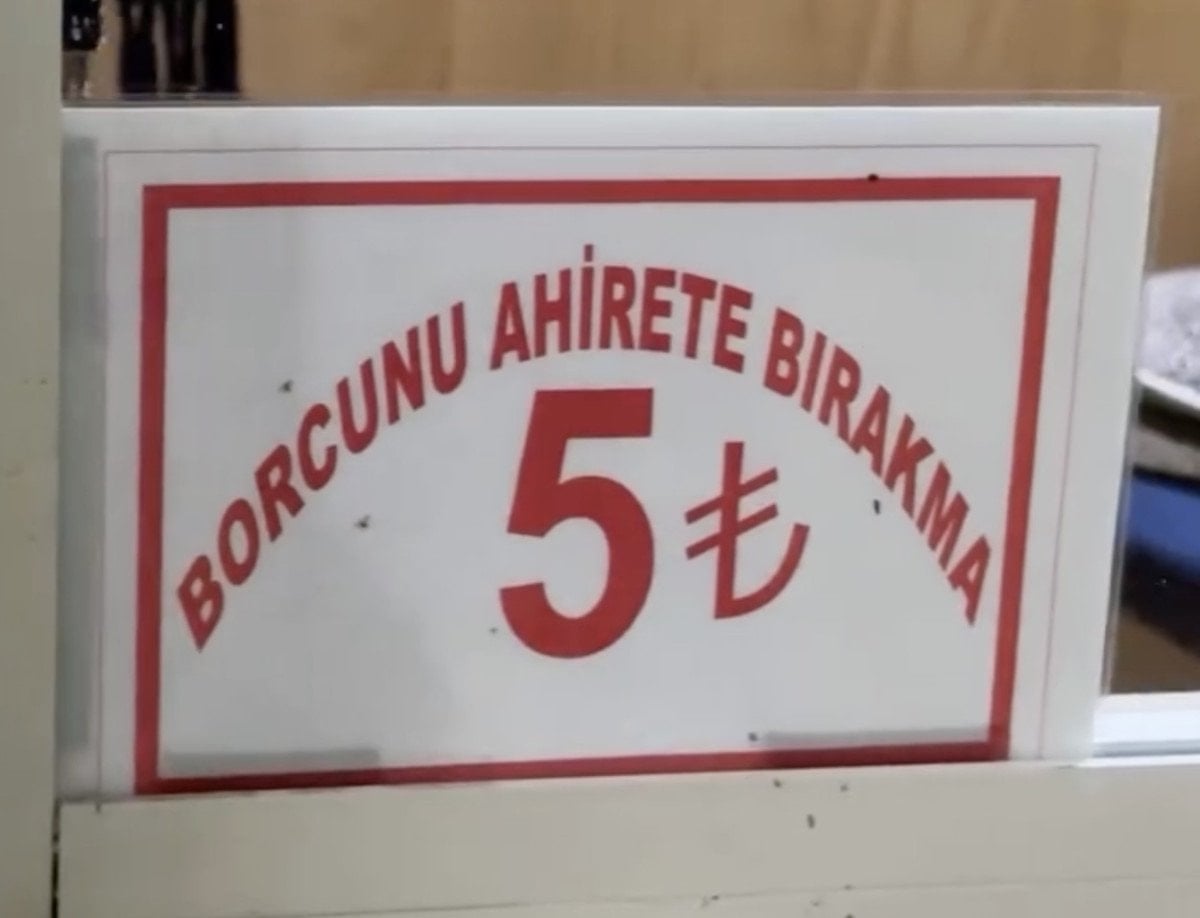 BORCUNU AHİRETE BIRAKMA
5 ₺